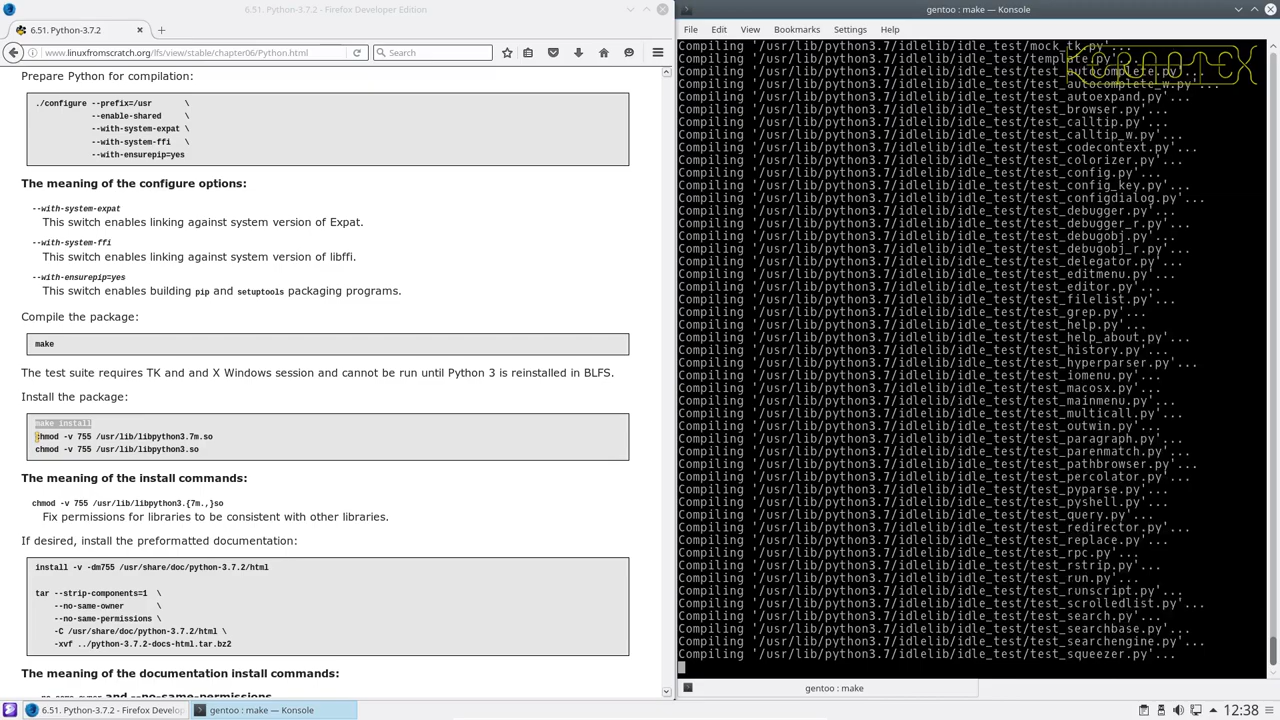 6.51. Python-3.7.2 - Firefox Developer Edition
6.51. Python-3.7.2
www.linuxfromscratch.org/lfs/view/stable/chapter06/Python.html
Search
Prepare Python for compilation:
./configure --prefix=/usr       \
--enable-shared     \
--with-system-expat \
--with-system-ffi   \
--with-ensurepip=yes
The meaning of the configure options:
--with-system-expat
This switch enables linking against system version of Expat.
--with-system-ffi
This switch enables linking against system version of libffi.
--with-ensurepip=yes
This switch enables building pip and setuptools packaging programs.
Compile the package:
make
The test suite requires TK and and X Windows session and cannot be run until Python 3 is reinstalled in BLFS.
Install the package:
make install
chmod -v 755 /usr/lib/libpython3.7m.so
chmod -v 755 /usr/lib/libpython3.so
The meaning of the install commands:
chmod -v 755 /usr/lib/libpython3.{7m.,}so
Fix permissions for libraries to be consistent with other libraries.
If desired, install the preformatted documentation:
install -v -dm755 /usr/share/doc/python-3.7.2/html
tar --strip-components=1  \
--no-same-owner       \
--no-same-permissions \
-C /usr/share/doc/python-3.7.2/html \
-xvf ../python-3.7.2-docs-html.tar.bz2
The meaning of the documentation install commands:
--no-same-owner and --no-same-permissions
gentoo : make — Konsole
File Edit View Bookmarks Settings Help
Compiling '/usr/lib/python3.7/idlelib/idle_test/mock_tk.py'...
Compiling '/usr/lib/python3.7/idlelib/idle_test/template.py'...
Compiling '/usr/lib/python3.7/idlelib/idle_test/test_autocomplete.py'...
Compiling '/usr/lib/python3.7/idlelib/idle_test/test_autocomplete_w.py'...
Compiling '/usr/lib/python3.7/idlelib/idle_test/test_autoexpand.py'...
Compiling '/usr/lib/python3.7/idlelib/idle_test/test_browser.py'...
Compiling '/usr/lib/python3.7/idlelib/idle_test/test_calltip.py'...
Compiling '/usr/lib/python3.7/idlelib/idle_test/test_calltip_w.py'...
Compiling '/usr/lib/python3.7/idlelib/idle_test/test_codecontext.py'...
Compiling '/usr/lib/python3.7/idlelib/idle_test/test_colorizer.py'...
Compiling '/usr/lib/python3.7/idlelib/idle_test/test_config.py'...
Compiling '/usr/lib/python3.7/idlelib/idle_test/test_config_key.py'...
Compiling '/usr/lib/python3.7/idlelib/idle_test/test_configdialog.py'...
Compiling '/usr/lib/python3.7/idlelib/idle_test/test_debugger.py'...
Compiling '/usr/lib/python3.7/idlelib/idle_test/test_debugger_r.py'...
Compiling '/usr/lib/python3.7/idlelib/idle_test/test_debugobj.py'...
Compiling '/usr/lib/python3.7/idlelib/idle_test/test_debugobj_r.py'...
Compiling '/usr/lib/python3.7/idlelib/idle_test/test_delegator.py'...
Compiling '/usr/lib/python3.7/idlelib/idle_test/test_editmenu.py'...
Compiling '/usr/lib/python3.7/idlelib/idle_test/test_editor.py'...
Compiling '/usr/lib/python3.7/idlelib/idle_test/test_filelist.py'...
Compiling '/usr/lib/python3.7/idlelib/idle_test/test_grep.py'...
Compiling '/usr/lib/python3.7/idlelib/idle_test/test_help.py'...
Compiling '/usr/lib/python3.7/idlelib/idle_test/test_help_about.py'...
Compiling '/usr/lib/python3.7/idlelib/idle_test/test_history.py'...
Compiling '/usr/lib/python3.7/idlelib/idle_test/test_hyperparser.py'...
Compiling '/usr/lib/python3.7/idlelib/idle_test/test_iomenu.py'...
Compiling '/usr/lib/python3.7/idlelib/idle_test/test_macosx.py'...
Compiling '/usr/lib/python3.7/idlelib/idle_test/test_mainmenu.py'...
Compiling '/usr/lib/python3.7/idlelib/idle_test/test_multicall.py'...
Compiling '/usr/lib/python3.7/idlelib/idle_test/test_outwin.py'...
Compiling '/usr/lib/python3.7/idlelib/idle_test/test_paragraph.py'...
Compiling '/usr/lib/python3.7/idlelib/idle_test/test_parenmatch.py'...
Compiling '/usr/lib/python3.7/idlelib/idle_test/test_pathbrowser.py'...
Compiling '/usr/lib/python3.7/idlelib/idle_test/test_percolator.py'...
Compiling '/usr/lib/python3.7/idlelib/idle_test/test_pyparse.py'...
Compiling '/usr/lib/python3.7/idlelib/idle_test/test_pyshell.py'...
Compiling '/usr/lib/python3.7/idlelib/idle_test/test_query.py'...
Compiling '/usr/lib/python3.7/idlelib/idle_test/test_redirector.py'...
Compiling '/usr/lib/python3.7/idlelib/idle_test/test_replace.py'...
Compiling '/usr/lib/python3.7/idlelib/idle_test/test_rpc.py'...
Compiling '/usr/lib/python3.7/idlelib/idle_test/test_rstrip.py'...
Compiling '/usr/lib/python3.7/idlelib/idle_test/test_run.py'...
Compiling '/usr/lib/python3.7/idlelib/idle_test/test_runscript.py'...
Compiling '/usr/lib/python3.7/idlelib/idle_test/test_scrolledlist.py'...
Compiling '/usr/lib/python3.7/idlelib/idle_test/test_search.py'...
Compiling '/usr/lib/python3.7/idlelib/idle_test/test_searchbase.py'...
Compiling '/usr/lib/python3.7/idlelib/idle_test/test_searchengine.py'...
Compiling '/usr/lib/python3.7/idlelib/idle_test/test_squeezer.py'...
gentoo : make
6.51. Python-3.7.2 - Firefox Develop
gentoo : make — Konsole
12:38